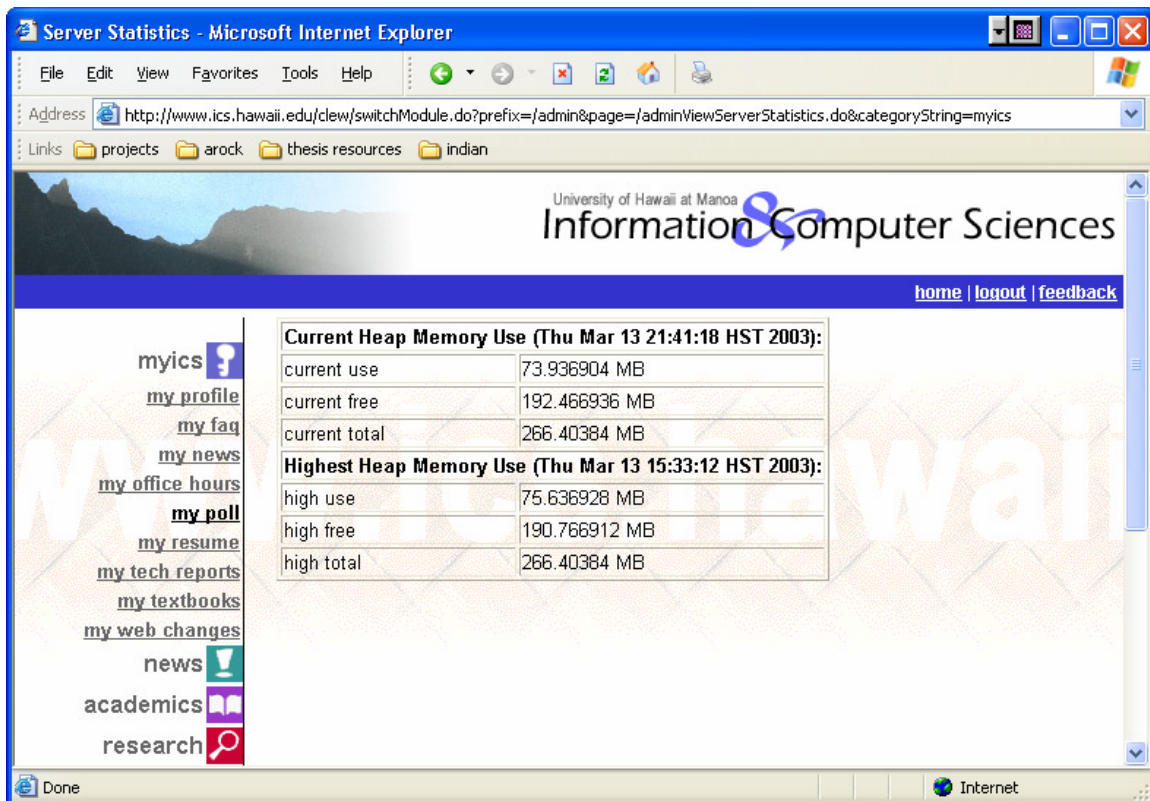 Server Statistics - Microsoft Internet Explorer
File Edit View Favorites Tools Help
Address http://www.ics.hawaii.edu/clew/switchModule.do?prefix=/admin&page=/adminViewServerStatistics.do&categoryString=myics
Links projects arock thesis resources indian
University of Hawaii at Manoa
Information & Computer Sciences
home | logout | feedback
myics
my profile
my faq
my news
my office hours
my poll
my resume
my tech reports
my textbooks
my web changes
news
academics
research
Current Heap Memory Use (Thu Mar 13 21:41:18 HST 2003):
current use 73.936904 MB
current free 192.466936 MB
current total 266.40384 MB
Highest Heap Memory Use (Thu Mar 13 15:33:12 HST 2003):
high use 75.636928 MB
high free 190.766912 MB
high total 266.40384 MB
Done Internet